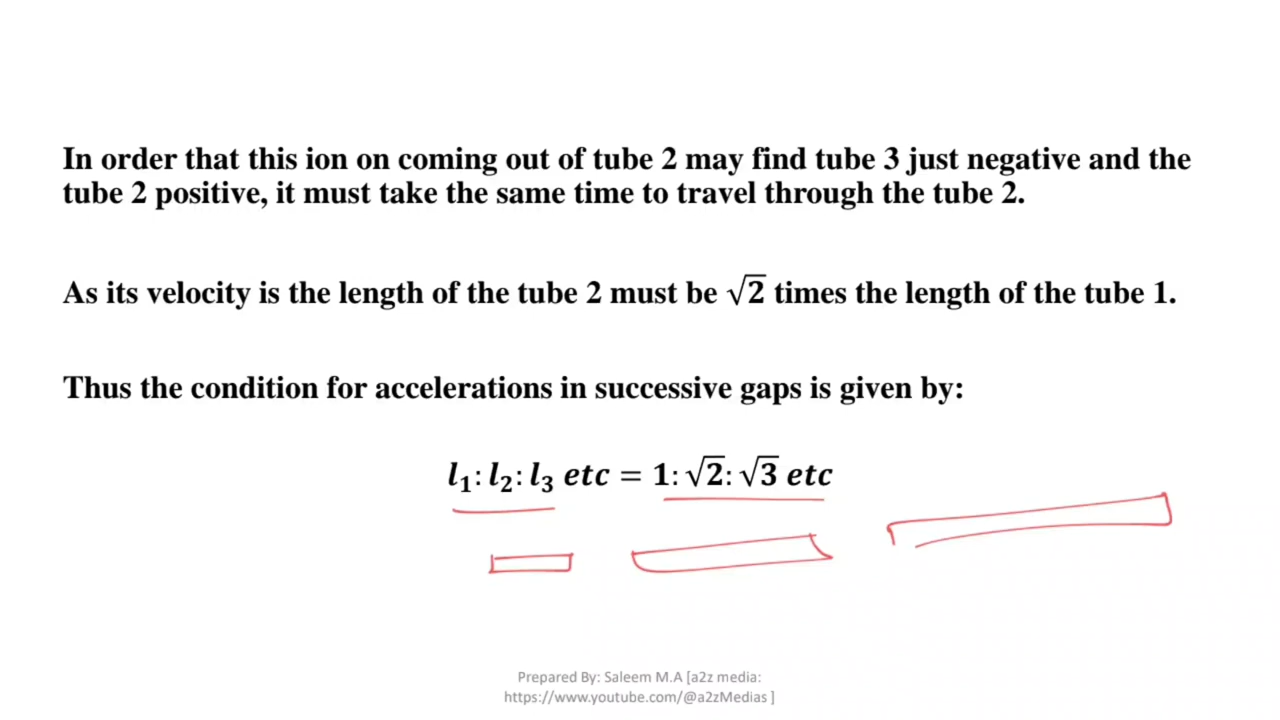 In order that this ion on coming out of tube 2 may find tube 3 just negative and the
tube 2 positive, it must take the same time to travel through the tube 2.
As its velocity is the length of the tube 2 must be √2 times the length of the tube 1.
Thus the condition for accelerations in successive gaps is given by:
l₁: l₂: l₃ etc = 1: √2: √3 etc
Prepared By: Saleem M.A [a2z media:
https://www.youtube.com/@a2zMedias ]